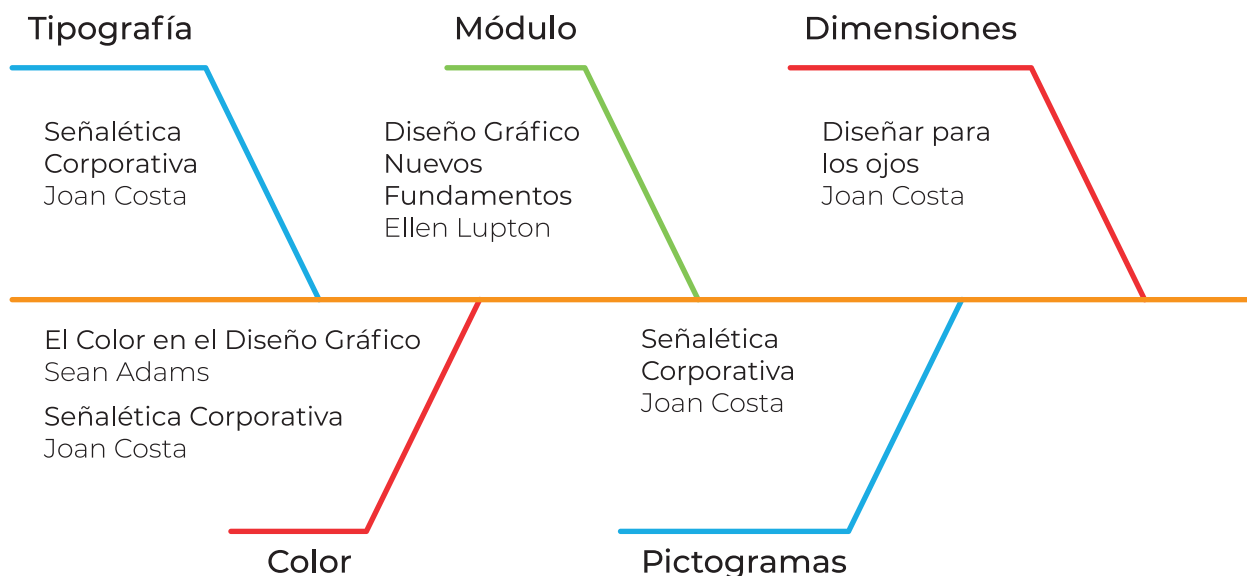 Tipografía
Señalética
Corporativa
Joan Costa
Módulo
Diseño Gráfico
Nuevos
Fundamentos
Ellen Lupton
Dimensiones
Diseñar para
los ojos
Joan Costa
El Color en el Diseño Gráfico
Sean Adams
Señalética Corporativa
Joan Costa
Color
Señalética
Corporativa
Joan Costa
Pictogramas